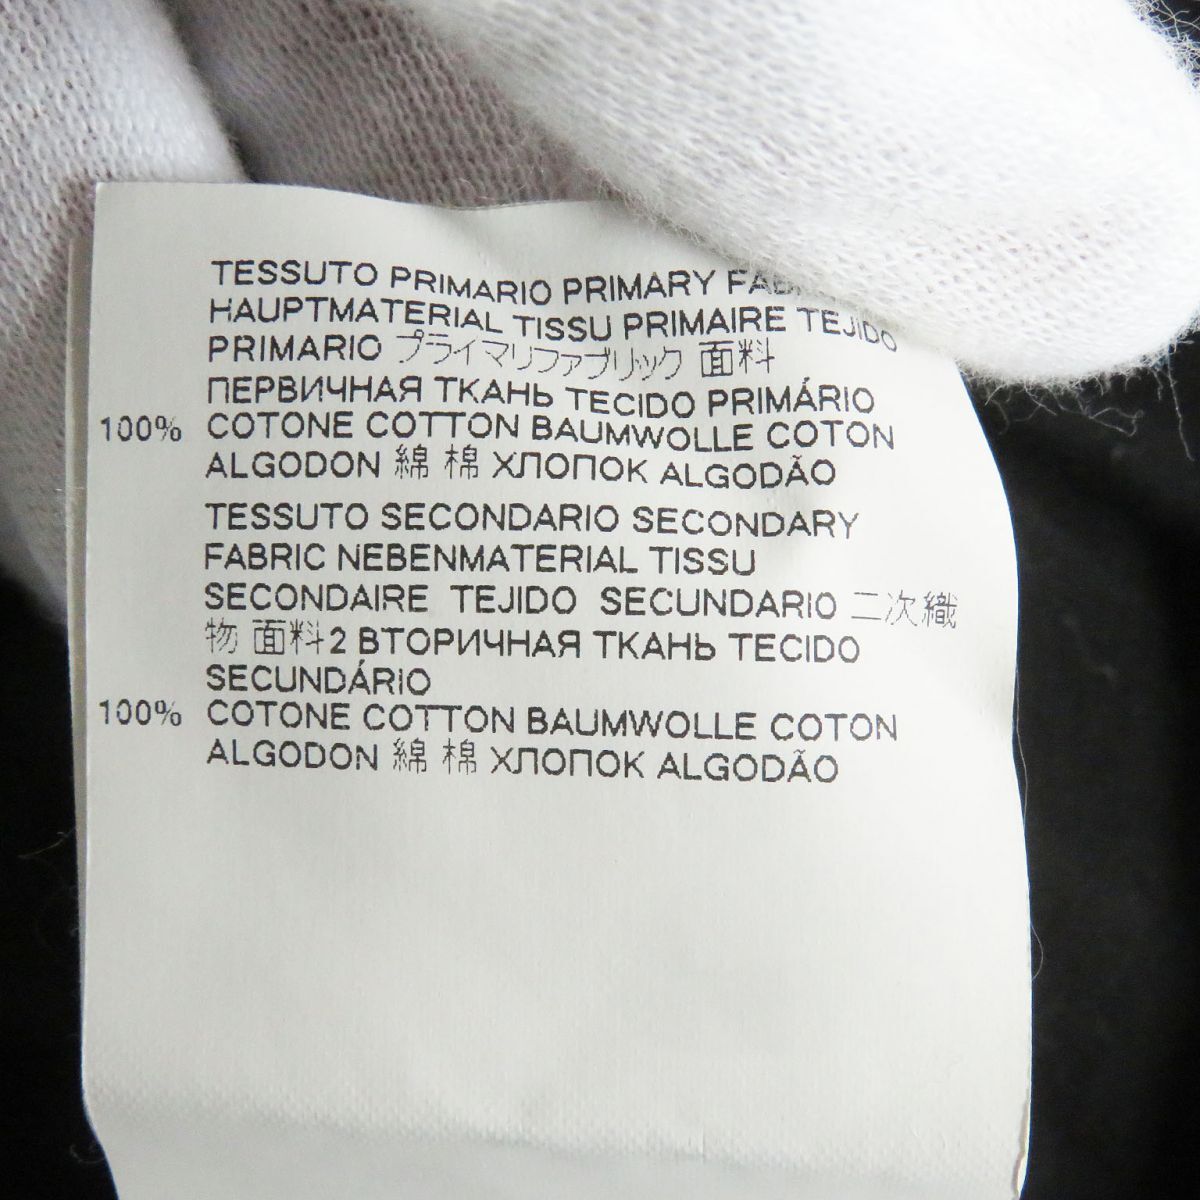 TESSUTO PRIMARIO PRIMARY
HAUPTMATERIAL TISSU PRIMAIRE TEJIDO
PRIMARIO プライマリファブリック 面料
ПЕРВИЧНАЯ ТКАНЬ TECIDO PRIMÁRIO
100% COTONE COTTON BAUMWOLLE COTON
ALGODON 綿 棉 ХЛОПОК ALGODÃO
TESSUTO SECONDARIO SECONDARY
FABRIC NEBENMATERIAL TISSU
SECONDAIRE TEJIDO SECUNDARIO 二次織
物 面料2 ВТОРИЧНАЯ ТКАНЬ TECIDO
SECUNDÁRIO
100% COTONE COTTON BAUMWOLLE COTON
ALGODON 綿 棉 ХЛОПОК ALGODÃO